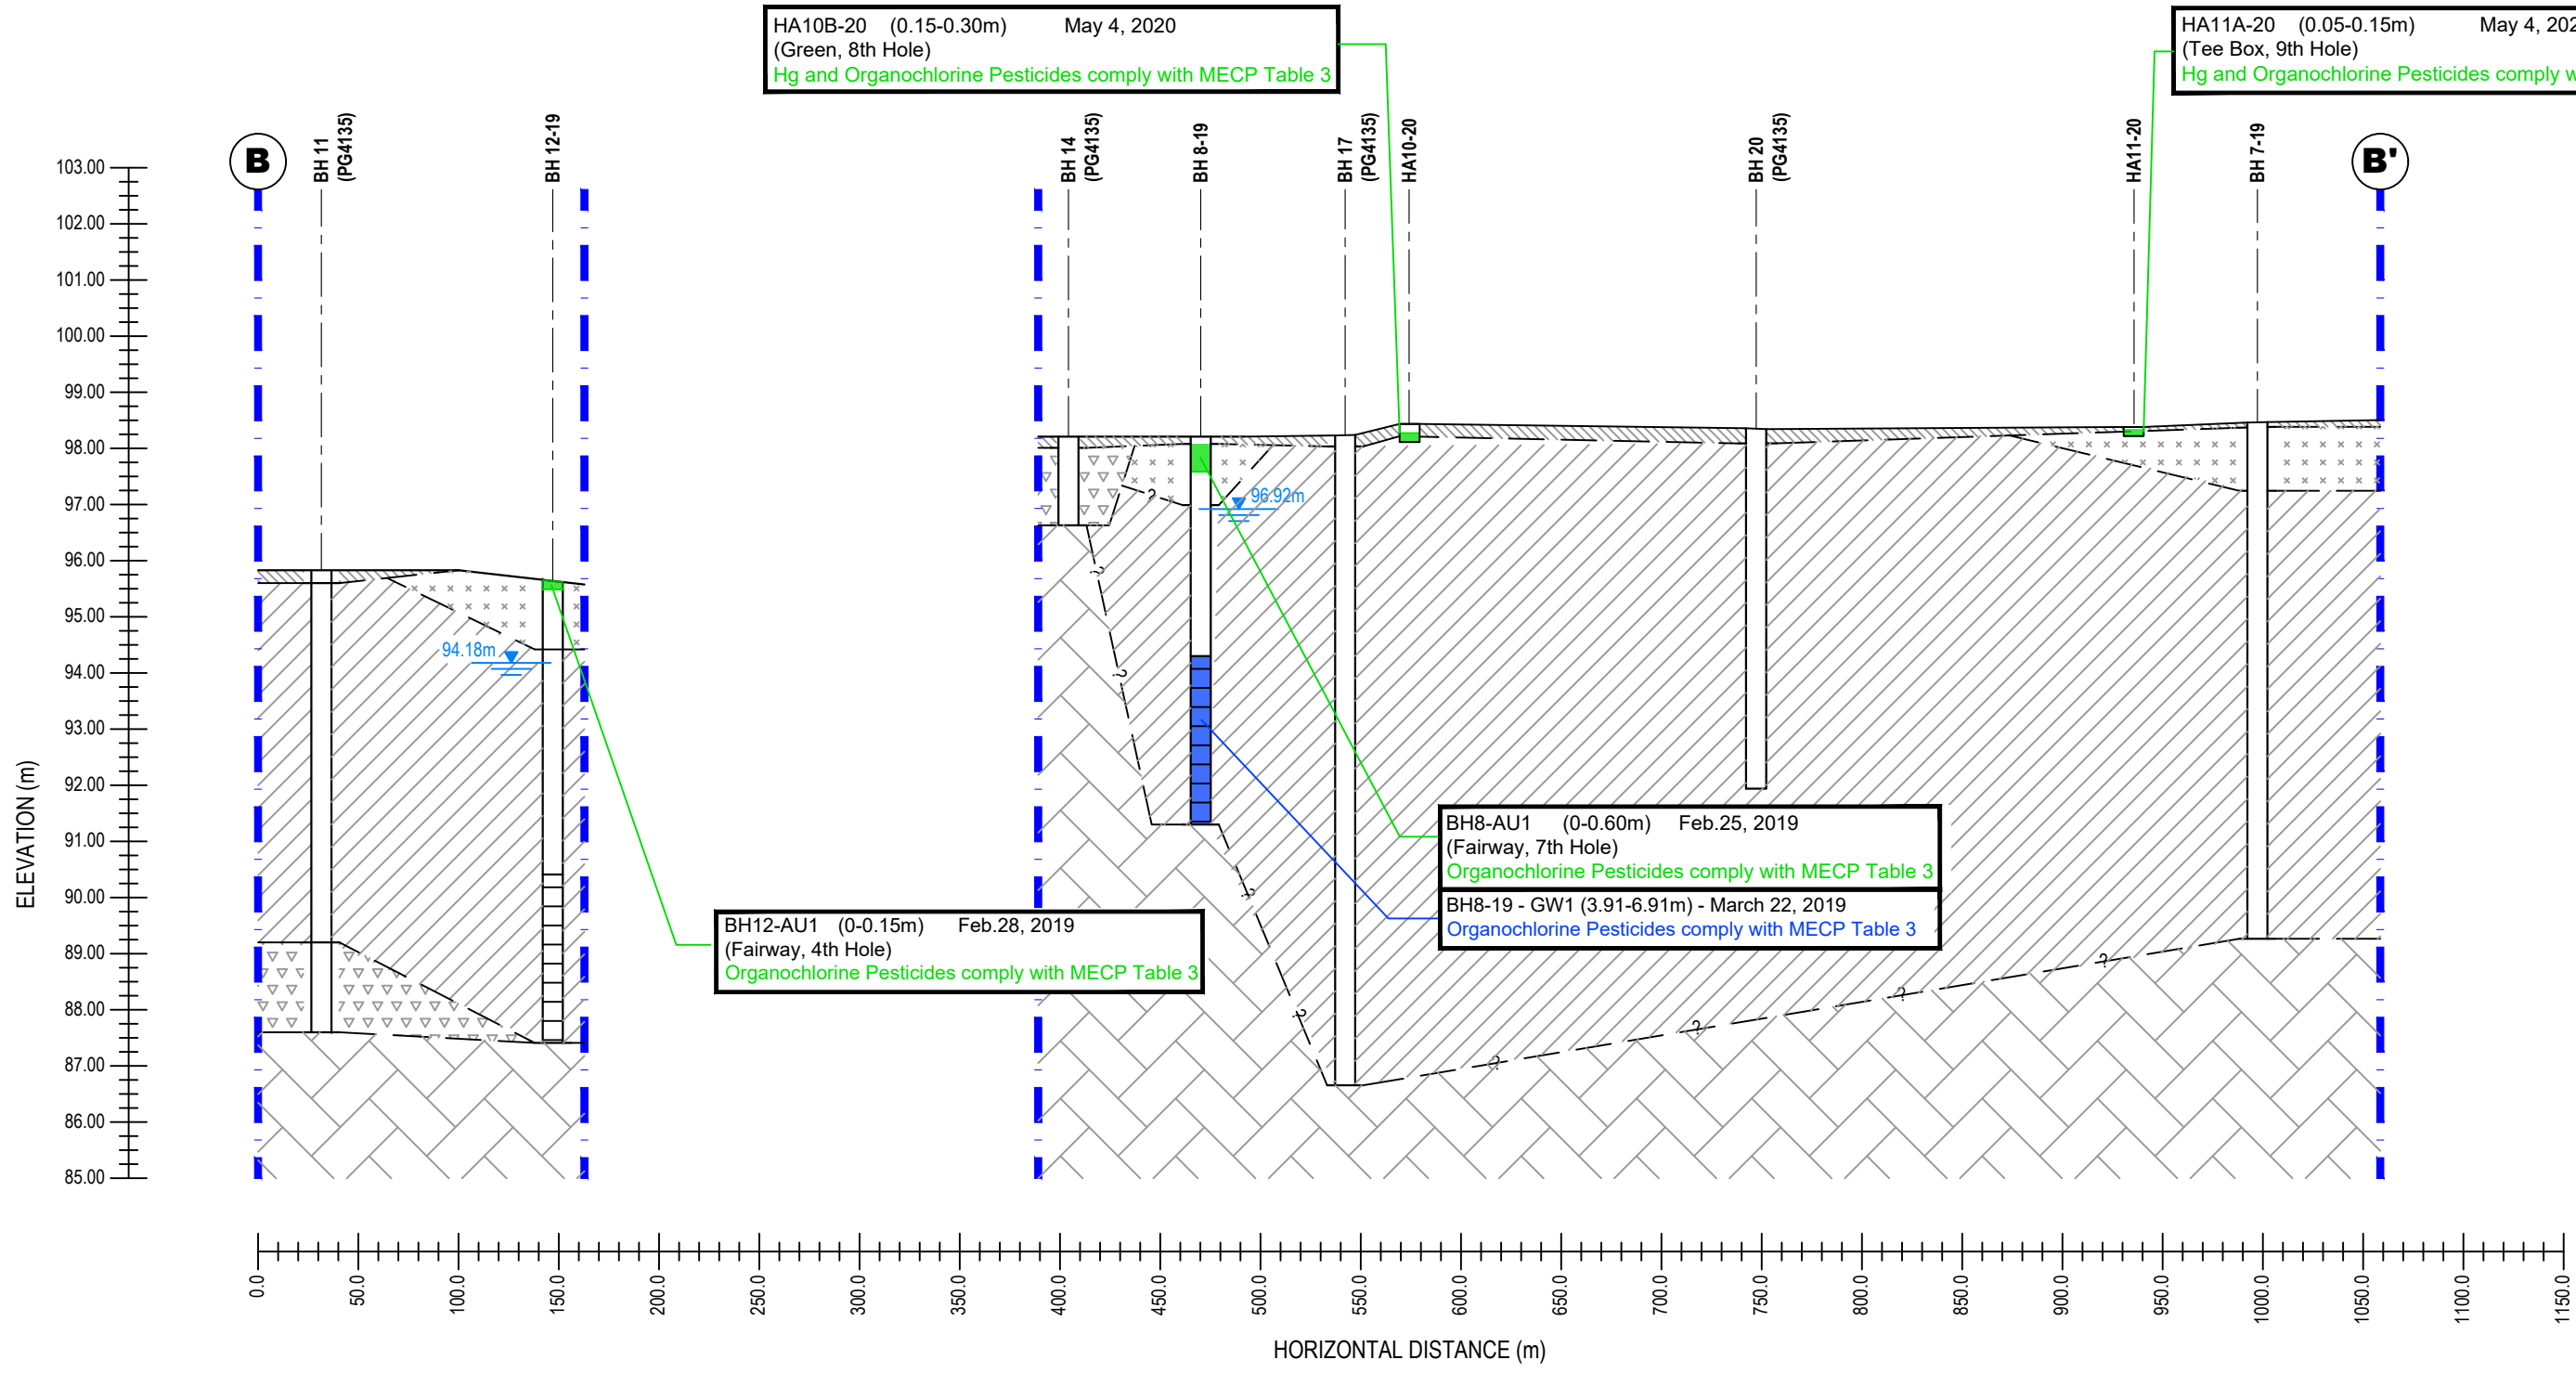 HA10B-20 (0.15-0.30m) May 4, 2020
(Green, 8th Hole)
Hg and Organochlorine Pesticides comply with MECP Table 3
HA11A-20 (0.05-0.15m) May 4, 202
(Tee Box, 9th Hole)
Hg and Organochlorine Pesticides comply w
B
BH 11
(PG4135)
BH 12-19
BH 14
(PG4135)
BH 8-19
BH 17
(PG4135)
HA10-20
BH 20
(PG4135)
HA11-20
BH 7-19
B'
103.00
102.00
101.00
100.00
99.00
98.00
97.00
96.00
95.00
94.00
93.00
92.00
91.00
90.00
89.00
88.00
87.00
86.00
85.00
ELEVATION (m)
94.18m
96.92m
?
?
?
?
?
?
?
?
?
BH8-AU1 (0-0.60m) Feb.25, 2019
(Fairway, 7th Hole)
Organochlorine Pesticides comply with MECP Table 3
BH8-19 - GW1 (3.91-6.91m) - March 22, 2019
Organochlorine Pesticides comply with MECP Table 3
BH12-AU1 (0-0.15m) Feb.28, 2019
(Fairway, 4th Hole)
Organochlorine Pesticides comply with MECP Table 3
0.0
50.0
100.0
150.0
200.0
250.0
300.0
350.0
400.0
450.0
500.0
550.0
600.0
650.0
700.0
750.0
800.0
850.0
900.0
950.0
1000.0
1050.0
1100.0
1150.0
HORIZONTAL DISTANCE (m)